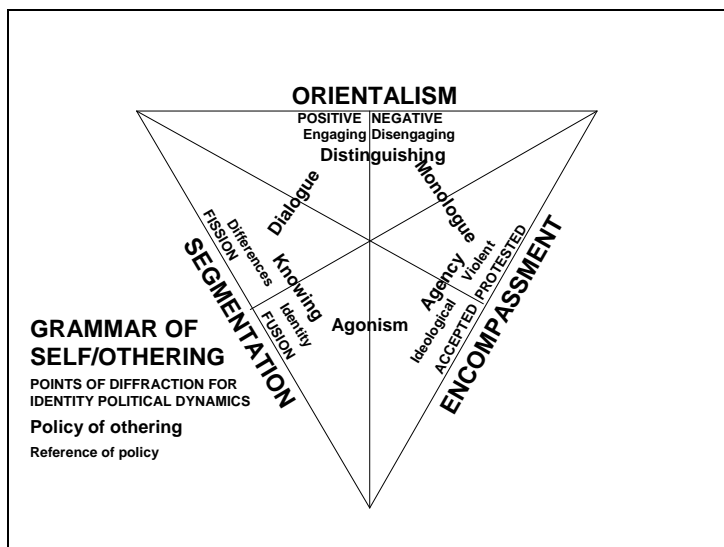 ORIENTALISM
POSITIVE NEGATIVE
Engaging Disengaging
Distinguishing
Dialogue
Monologue
FISSION
Differences
SEGMENTATION
Knowing
Identity
FUSION
Agonism
Agency
Violent
PROTESTED
Ideological
ACCEPTED
ENCOMPASSMENT
GRAMMAR OF
SELF/OTHERING
POINTS OF DIFFRACTION FOR
IDENTITY POLITICAL DYNAMICS
Policy of othering
Reference of policy